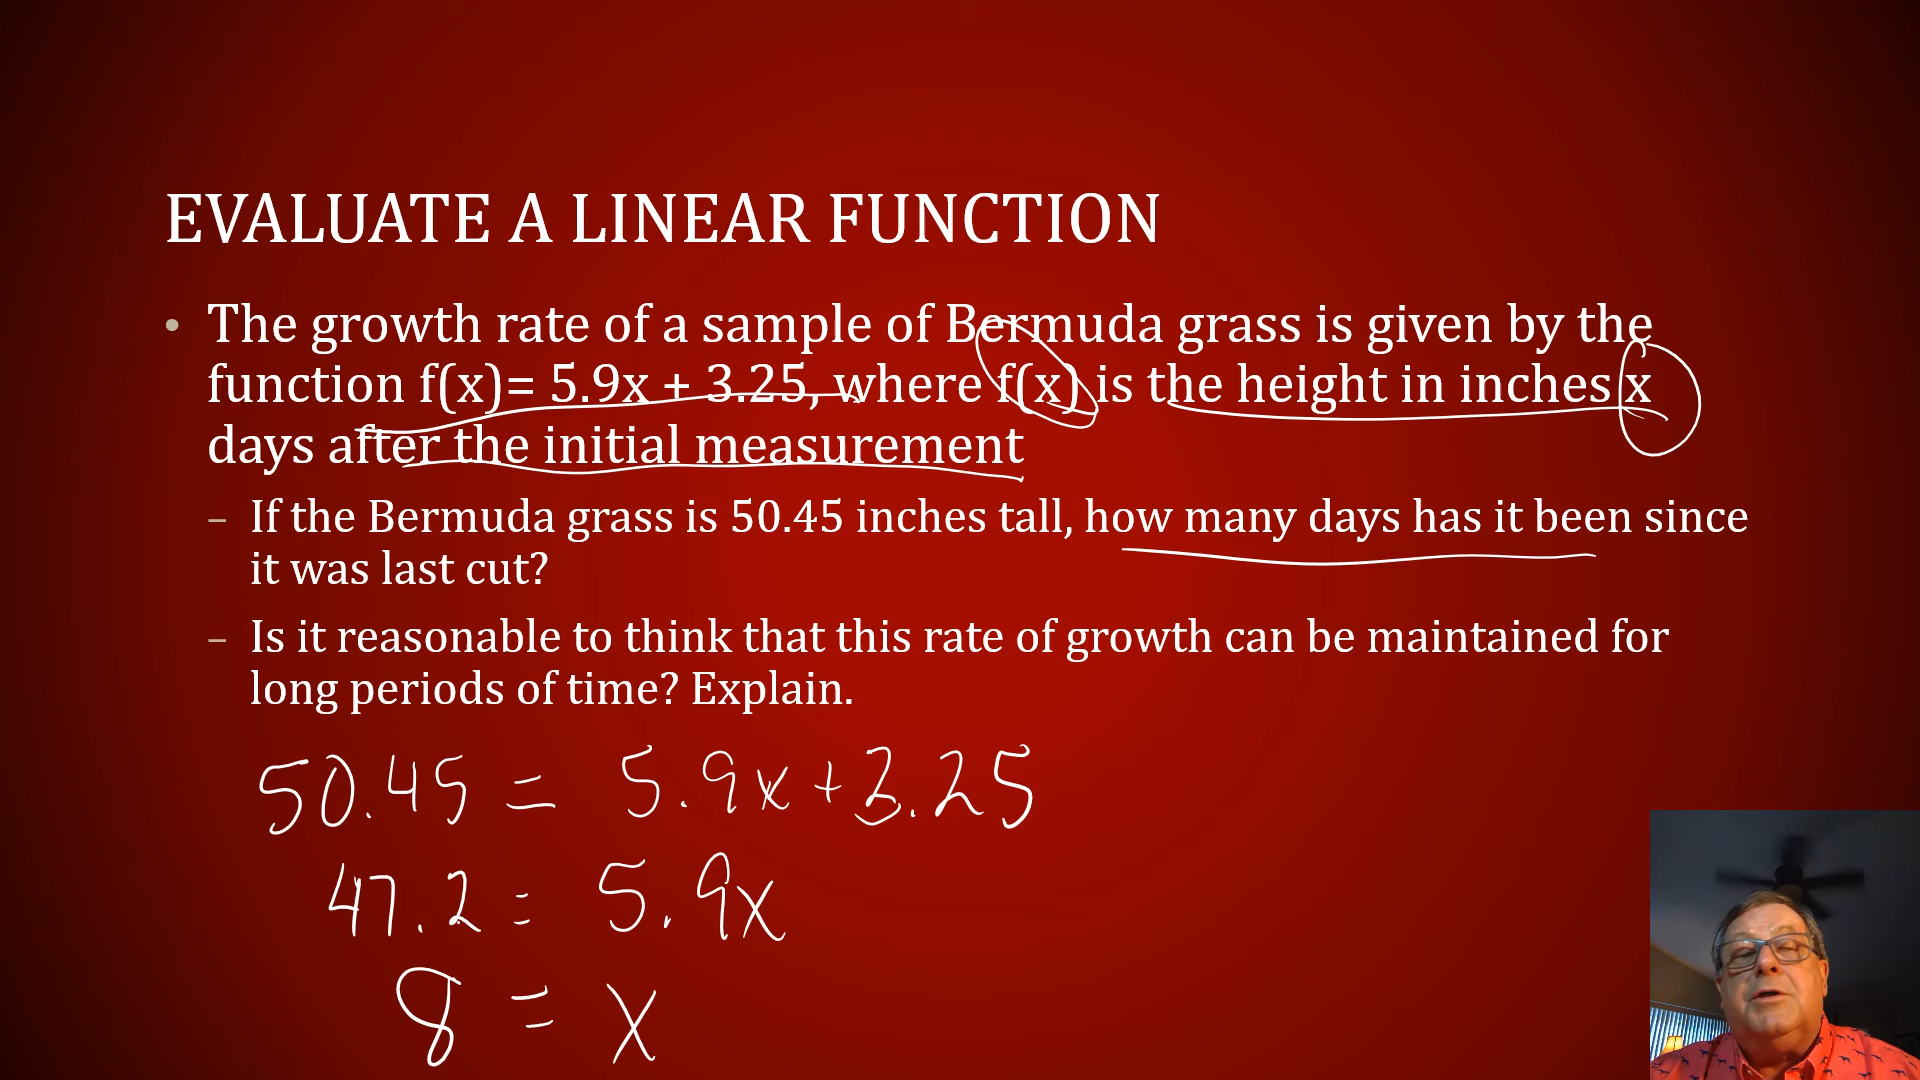 EVALUATE A LINEAR FUNCTION
• The growth rate of a sample of Bermuda grass is given by the
function f(x)= 5.9x + 3.25, where f(x) is the height in inches x
days after the initial measurement
– If the Bermuda grass is 50.45 inches tall, how many days has it been since
it was last cut?
– Is it reasonable to think that this rate of growth can be maintained for
long periods of time? Explain.
50.45 = 5.9x+3.25
47.2 = 5.9x
8 = x